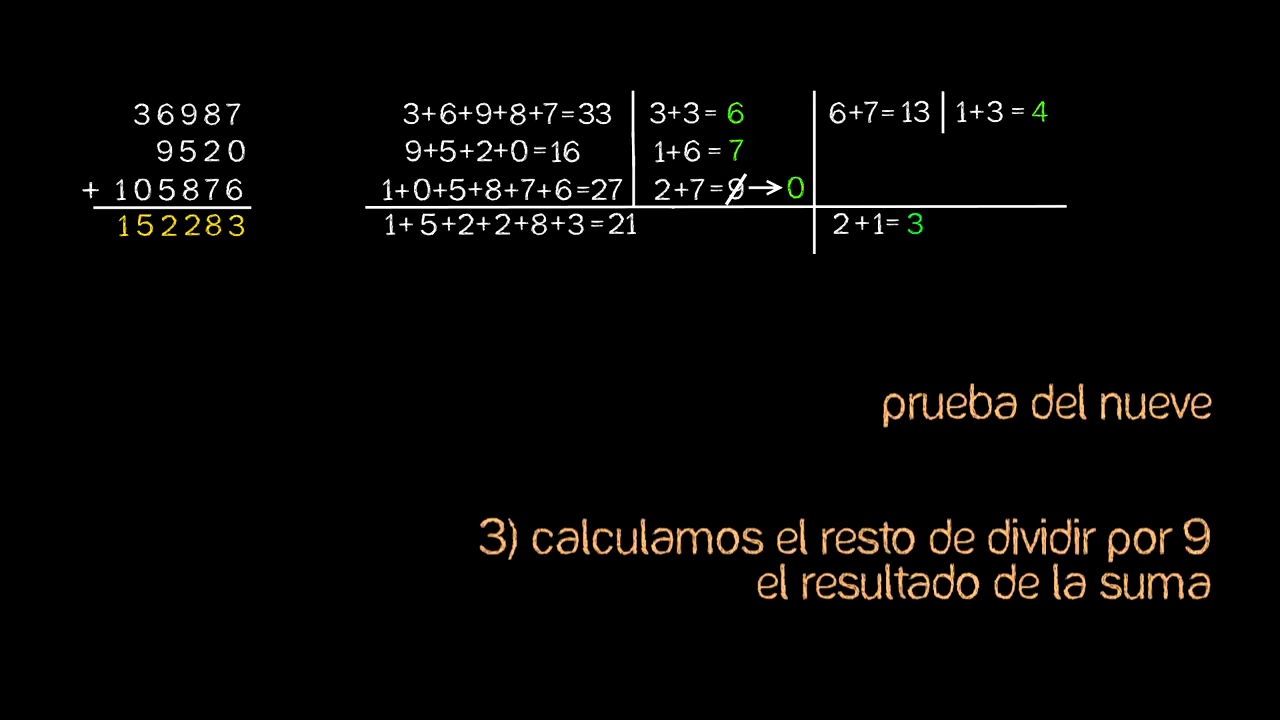 36987 3+6+9+8+7=33 3+3= 6 6+7=13 1+3=4
9520 9+5+2+0=16 1+6=7
+ 105876 1+0+5+8+7+6=27 2+7=9→0
152283 1+5+2+2+8+3=21 2+1=3
prueba del nueve
3) calculamos el resto de dividir por 9
el resultado de la suma